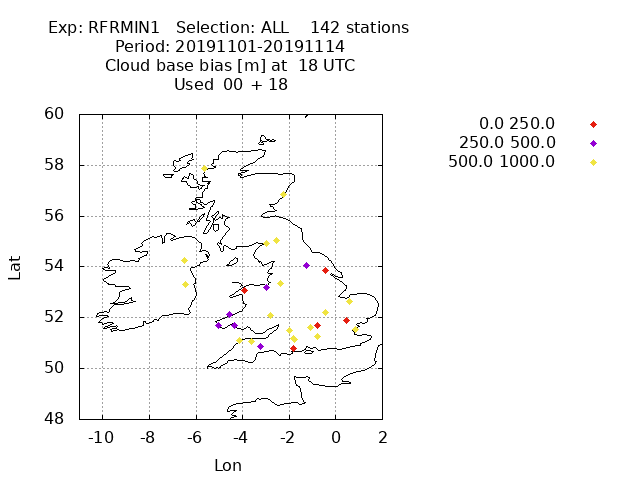 Exp: RFRMIN1 Selection: ALL 142 stations
Period: 20191101-20191114
Cloud base bias [m] at 18 UTC
Used 00 + 18
0.0 250.0
250.0 500.0
500.0 1000.0
60
58
56
54
52
50
48
Lat
-10 -8 -6 -4 -2 0 2
Lon